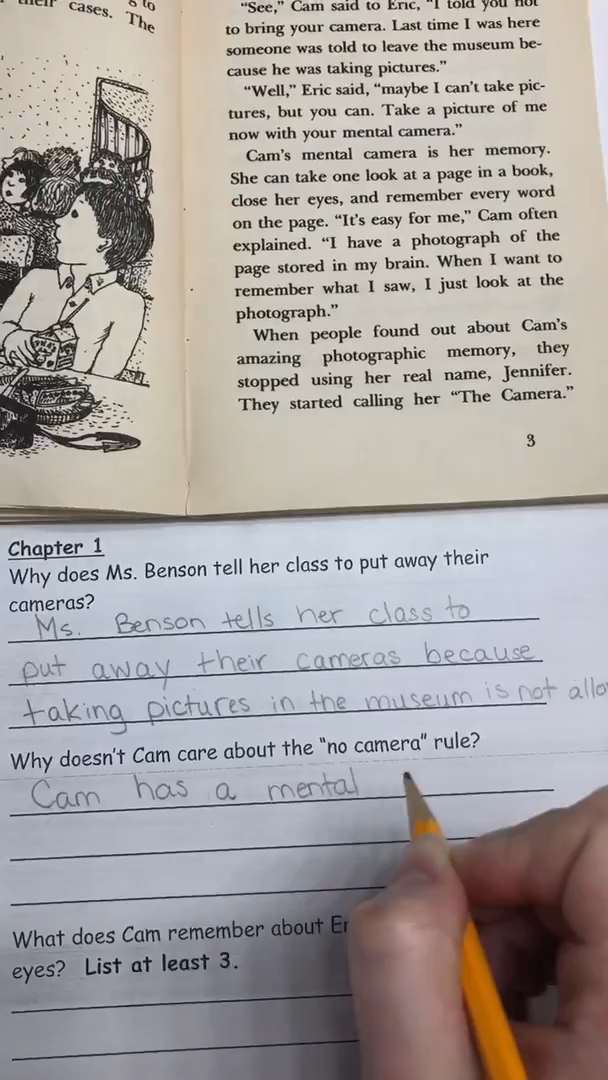 their cases. The
"See," Cam said to Eric, "I told you not
to bring your camera. Last time I was here
someone was told to leave the museum be-
cause he was taking pictures."
"Well," Eric said, "maybe I can't take pic-
tures, but you can. Take a picture of me
now with your mental camera."
Cam's mental camera is her memory.
She can take one look at a page in a book,
close her eyes, and remember every word
on the page. "It's easy for me," Cam often
explained. "I have a photograph of the
page stored in my brain. When I want to
remember what I saw, I just look at the
photograph."
When people found out about Cam's
amazing photographic memory, they
stopped using her real name, Jennifer.
They started calling her "The Camera."
3
Chapter 1
Why does Ms. Benson tell her class to put away their
cameras?
Ms. Benson tells her class to
put away their cameras because
taking pictures in the museum is not allo
Why doesn't Cam care about the "no camera" rule?
Cam has a mental
What does Cam remember about Er
eyes? List at least 3.